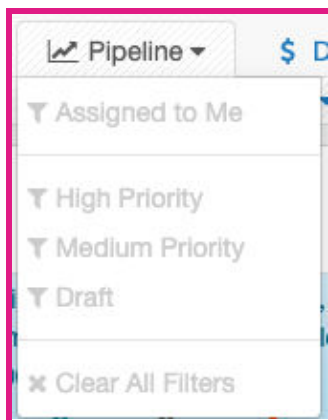 Pipeline
$ D
Assigned to Me
High Priority
Medium Priority
Draft
Clear All Filters